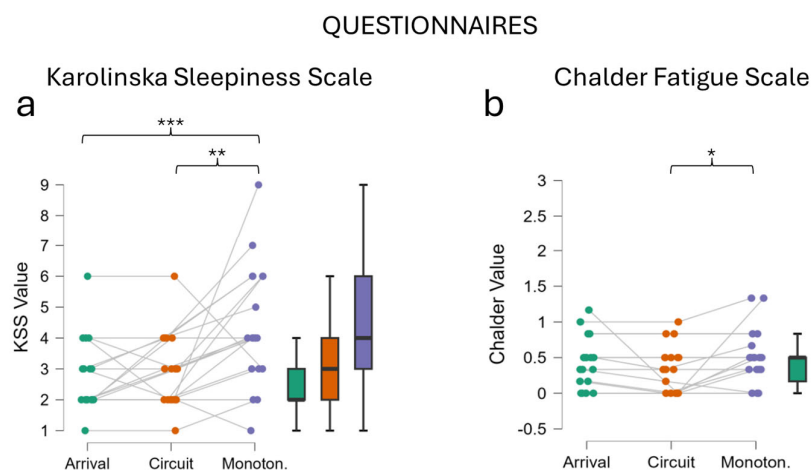 QUESTIONNAIRES
Karolinska Sleepiness Scale
a
***
**
9
8
7
6
5
4
3
2
1
KSS Value
Arrival Circuit Monoton.
Chalder Fatigue Scale
b
*
3
2.5
2
1.5
1
0.5
0
-0.5
Chalder Value
Arrival Circuit Monoton.